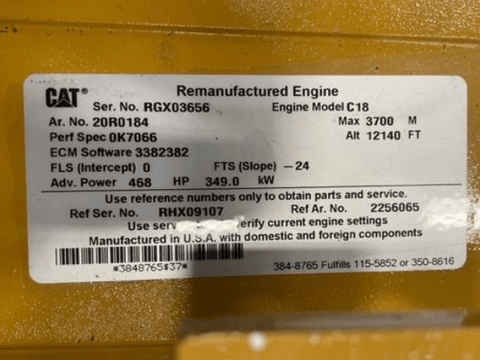 CAT® Remanufactured Engine
Ser. No. RGX03656 Engine Model C18
Ar. No. 20R0184 Max 3700 M
Perf Spec 0K7066 Alt 12140 FT
ECM Software 3382382
FLS (Intercept) 0 FTS (Slope) -24
Adv. Power 468 HP 349.0 kW
Use reference numbers only to obtain parts and service.
Ref Ser. No. RHX09107 Ref Ar. No. 2256065
Use verify current engine settings
Manufactured in U.S.A. with domestic and foreign components
*3848765$37*
384-8765 Fulfills 115-5852 or 350-8616